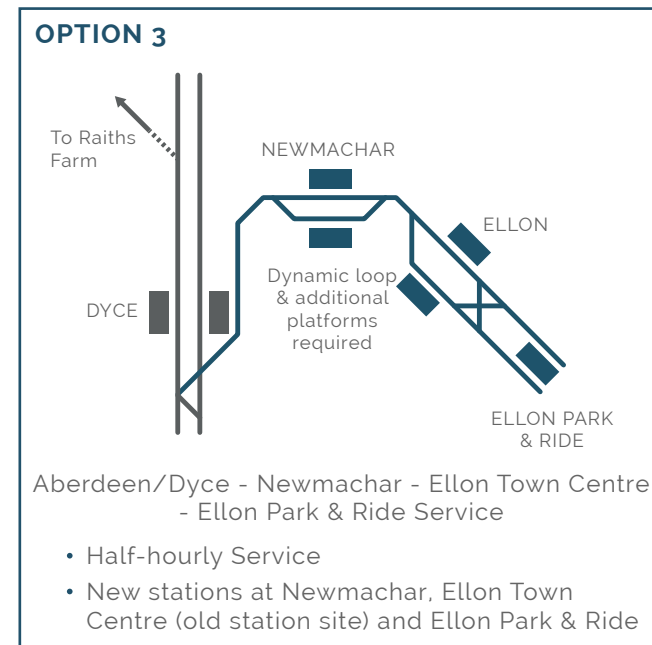 OPTION 3
To Raiths
Farm
NEWMACHAR
ELLON
DYCE
Dynamic loop
& additional
platforms
required
ELLON PARK
& RIDE
Aberdeen/Dyce - Newmachar - Ellon Town Centre
- Ellon Park & Ride Service
• Half-hourly Service
• New stations at Newmachar, Ellon Town
Centre (old station site) and Ellon Park & Ride